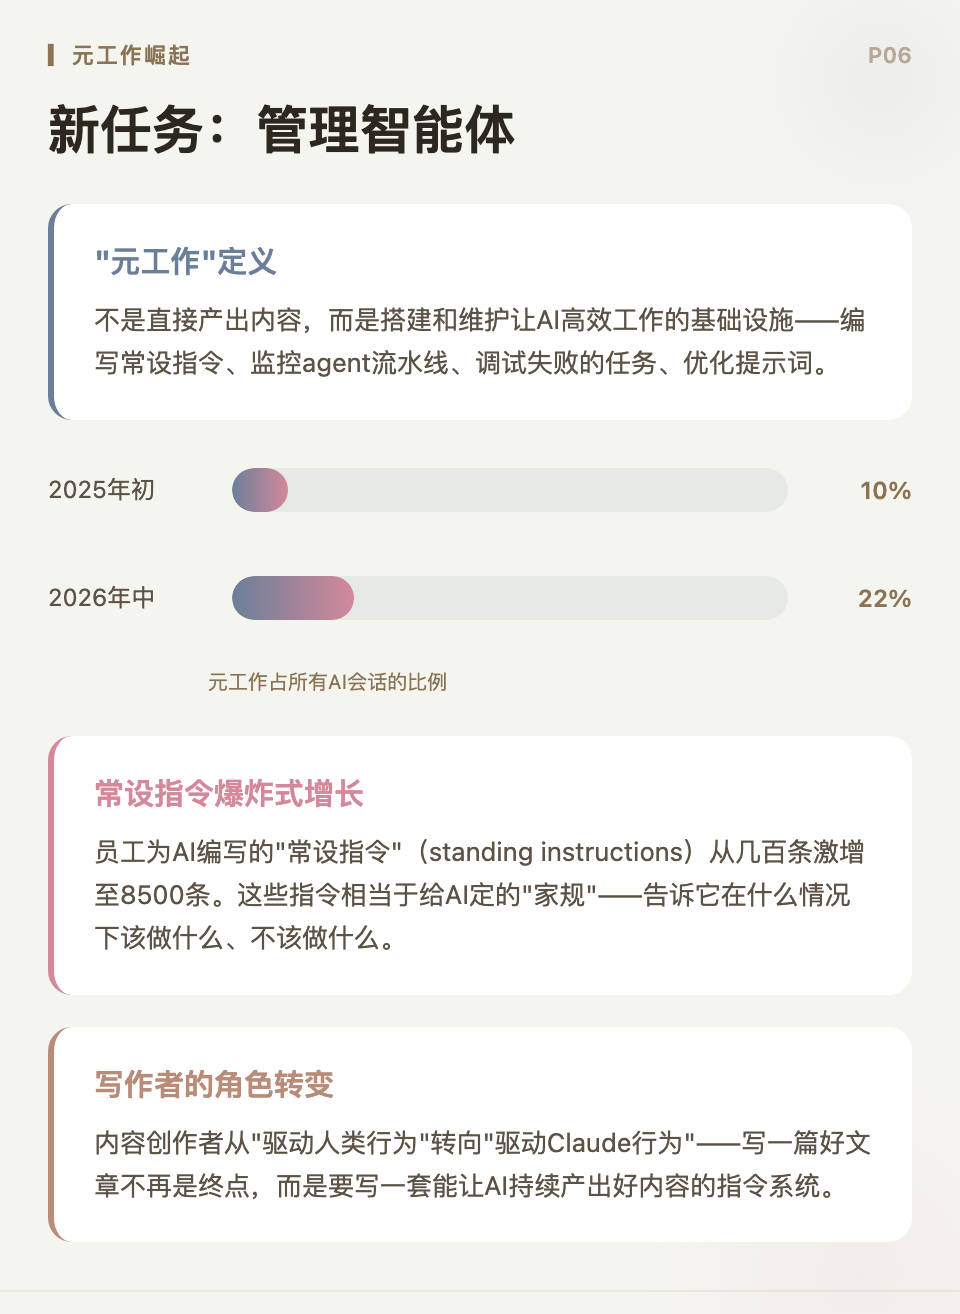 元工作崛起
P06
新任务：管理智能体
"元工作"定义
不是直接产出内容，而是搭建和维护让AI高效工作的基础设施——编
写常设指令、监控agent流水线、调试失败的任务、优化提示词。
2025年初
10%
2026年中
22%
元工作占所有AI会话的比例
常设指令爆炸式增长
员工为AI编写的"常设指令"（standing instructions）从几百条激增
至8500条。这些指令相当于给AI定的"家规"——告诉它在什么情况
下该做什么、不该做什么。
写作者的角色转变
内容创作者从"驱动人类行为"转向"驱动Claude行为"——写一篇好文
章不再是终点，而是要写一套能让AI持续产出好内容的指令系统。